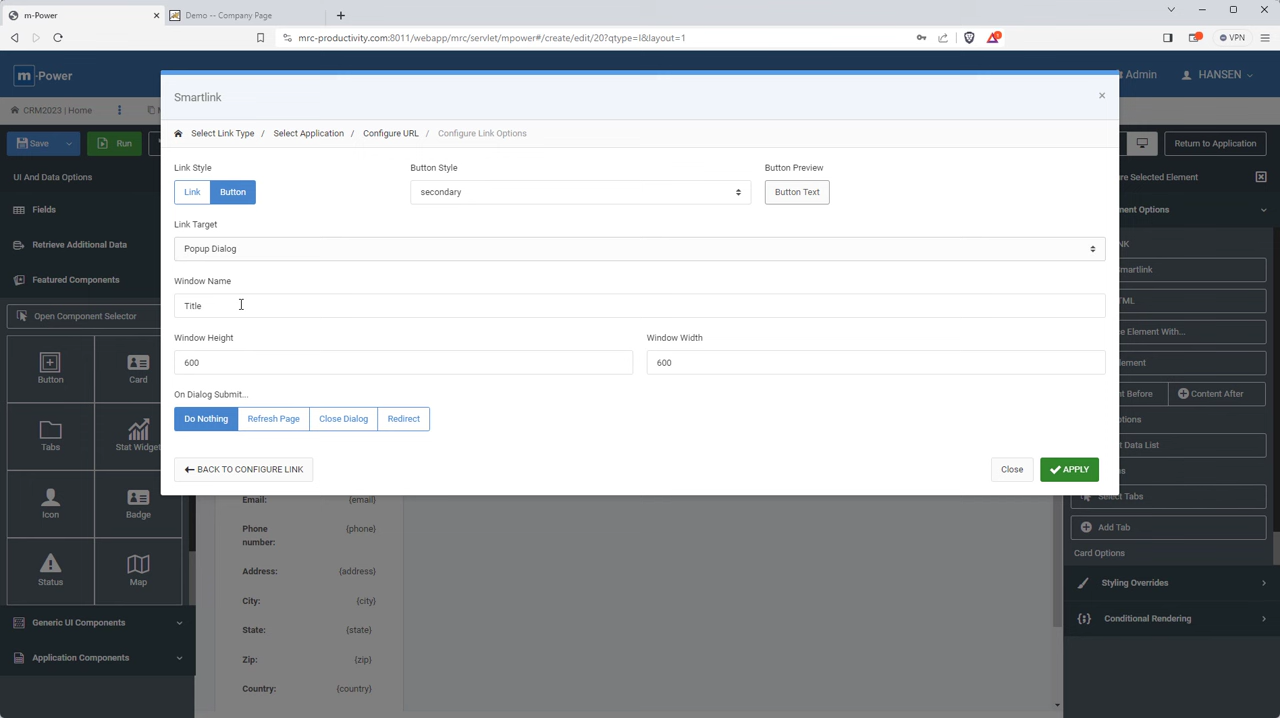 m-Power
Demo -- Company Page
mrc-productivity.com:8011/webapp/mrc/servlet/mpower#/create/edit/20?qtype=I&layout=1
VPN
m-Power
Admin
HANSEN
CRM2023 | Home
Save
Run
Return to Application
UI And Data Options
Fields
Retrieve Additional Data
Featured Components
Open Component Selector
Button
Card
Tabs
Stat Widget
Icon
Badge
Status
Map
Generic UI Components
Application Components
Smartlink
×
Select Link Type / Select Application / Configure URL / Configure Link Options
Link Style
Button Style
Button Preview
Link
Button
secondary
Button Text
Link Target
Popup Dialog
Window Name
Title
Window Height
Window Width
600
600
On Dialog Submit...
Do Nothing
Refresh Page
Close Dialog
Redirect
BACK TO CONFIGURE LINK
Close
APPLY
Email: {email}
Phone number: {phone}
Address: {address}
City: {city}
State: {state}
Zip: {zip}
Country: {country}
Selected Element
Options
Smartlink
Element With...
Content After
Data List
Select Tabs
Add Tab
Card Options
Styling Overrides
Conditional Rendering